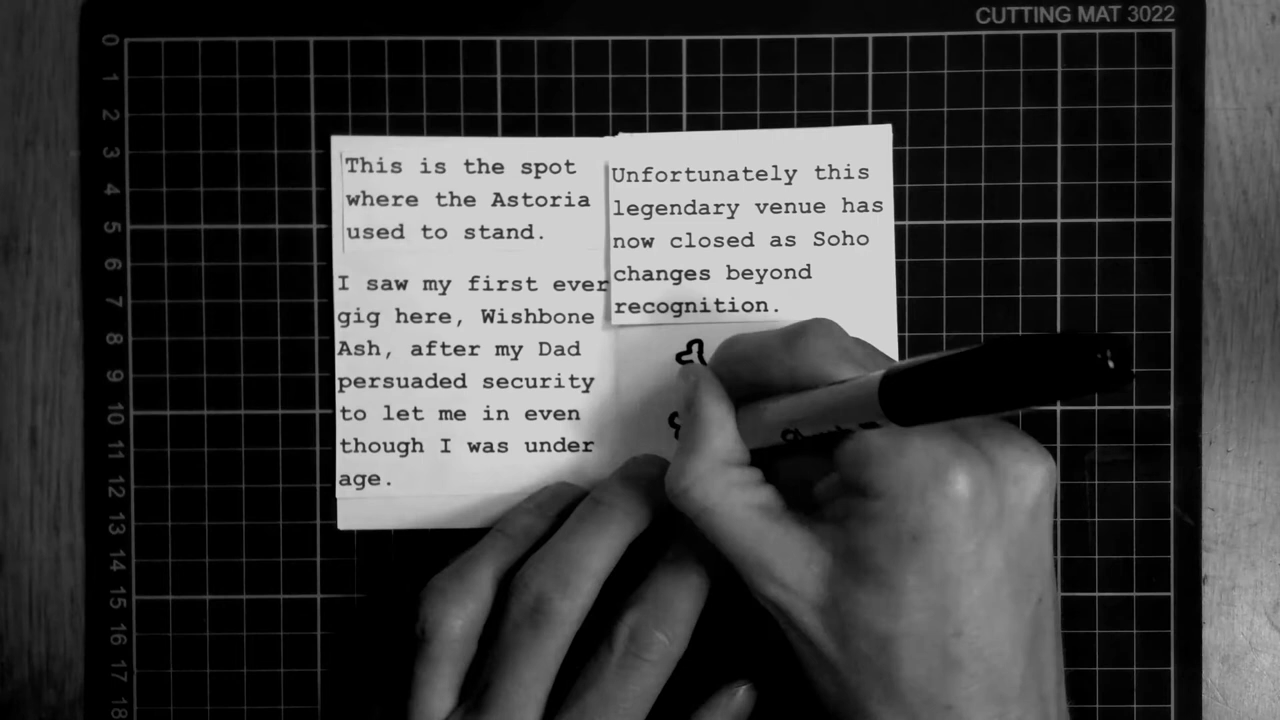 CUTTING MAT 3022
0
1
2
3
4
5
6
7
8
9
10
11
12
13
14
15
16
17
18
This is the spot
where the Astoria
used to stand.
I saw my first ever
gig here, Wishbone
Ash, after my Dad
persuaded security
to let me in even
though I was under
age.
Unfortunately this
legendary venue has
now closed as Soho
changes beyond
recognition.